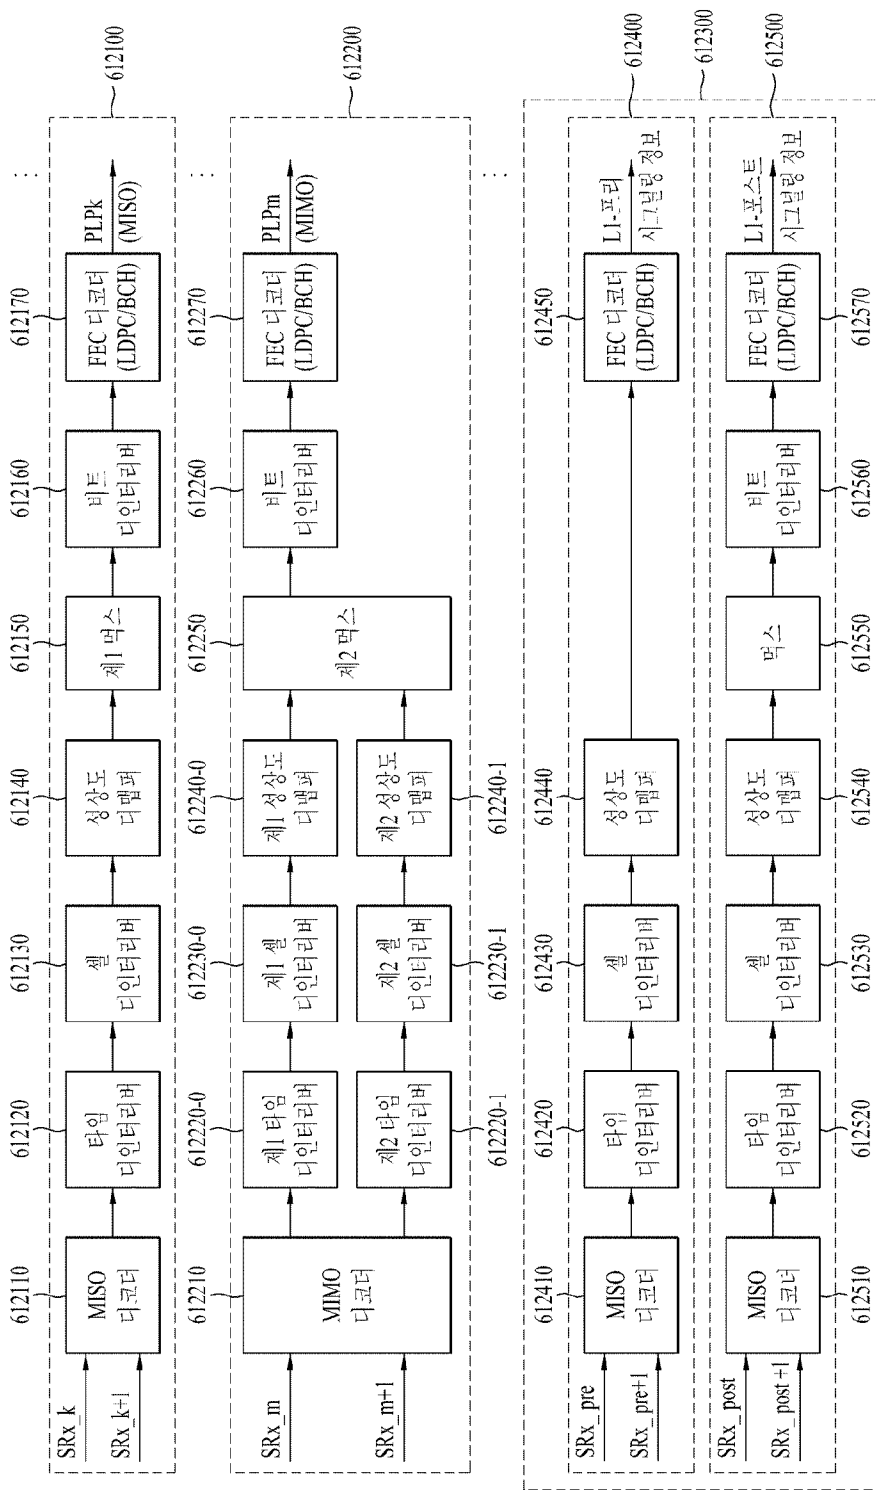 612100
SRx_k
SRx_k+1
612110
MISO
디코더
612120
타임
디인터리버
612130
셀
디인터리버
612140
성상도
디맵퍼
612150
제1 먹스
612160
비트
디인터리버
612170
FEC 디코더
(LDPC/BCH)
PLPk
(MISO)
⋮
612200
SRx_m
SRx_m+1
612210
MIMO
디코더
612220-0
제1 타임
디인터리버
612230-0
제1 셀
디인터리버
612240-0
제1 성상도
디맵퍼
제2 타임
디인터리버
612220-1
제2 셀
디인터리버
612230-1
제2 성상도
디맵퍼
612240-1
612250
제2 먹스
612260
비트
디인터리버
612270
FEC 디코더
(LDPC/BCH)
PLPm
(MIMO)
⋮
⋮
612300
612400
SRx_pre
SRx_pre+1
612410
MISO
디코더
612420
타임
디인터리버
612430
셀
디인터리버
612440
성상도
디맵퍼
612450
FEC 디코더
(LDPC/BCH)
L1-프리
시그널링 정보
612500
SRx_post
SRx_post+1
MISO
디코더
612510
타임
디인터리버
612520
셀
디인터리버
612530
성상도
디맵퍼
612540
먹스
612550
비트
디인터리버
612560
FEC 디코더
(LDPC/BCH)
612570
L1-포스트
시그널링 정보